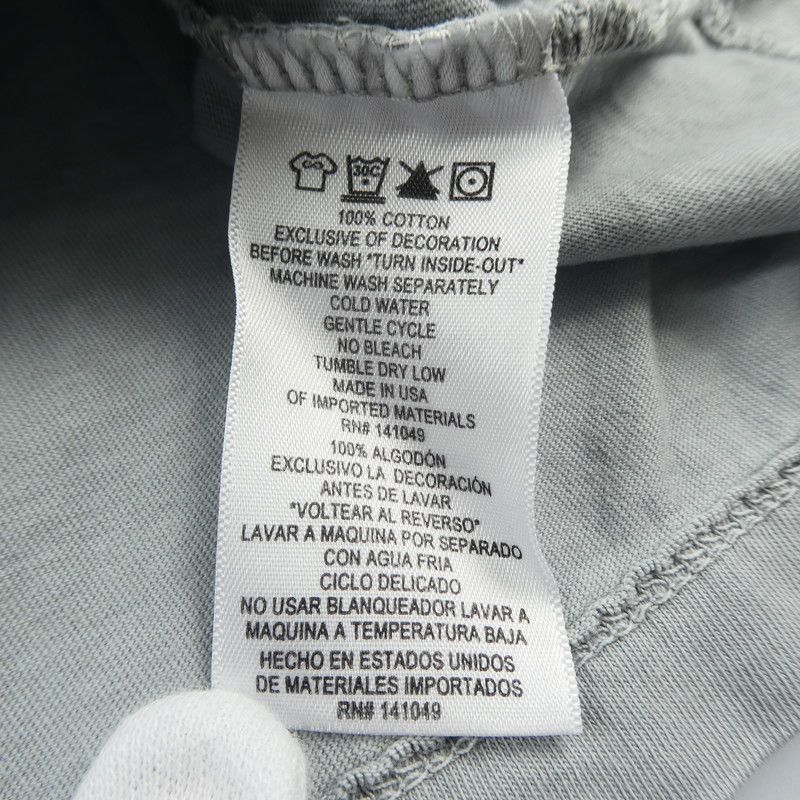 30C
100% COTTON
EXCLUSIVE OF DECORATION
BEFORE WASH *TURN INSIDE-OUT*
MACHINE WASH SEPARATELY
COLD WATER
GENTLE CYCLE
NO BLEACH
TUMBLE DRY LOW
MADE IN USA
OF IMPORTED MATERIALS
RN# 141049
100% ALGODÓN
EXCLUSIVO LA DECORACIÓN
ANTES DE LAVAR
*VOLTEAR AL REVERSO*
LAVAR A MAQUINA POR SEPARADO
CON AGUA FRIA
CICLO DELICADO
NO USAR BLANQUEADOR LAVAR A
MAQUINA A TEMPERATURA BAJA
HECHO EN ESTADOS UNIDOS
DE MATERIALES IMPORTADOS
RN# 141049